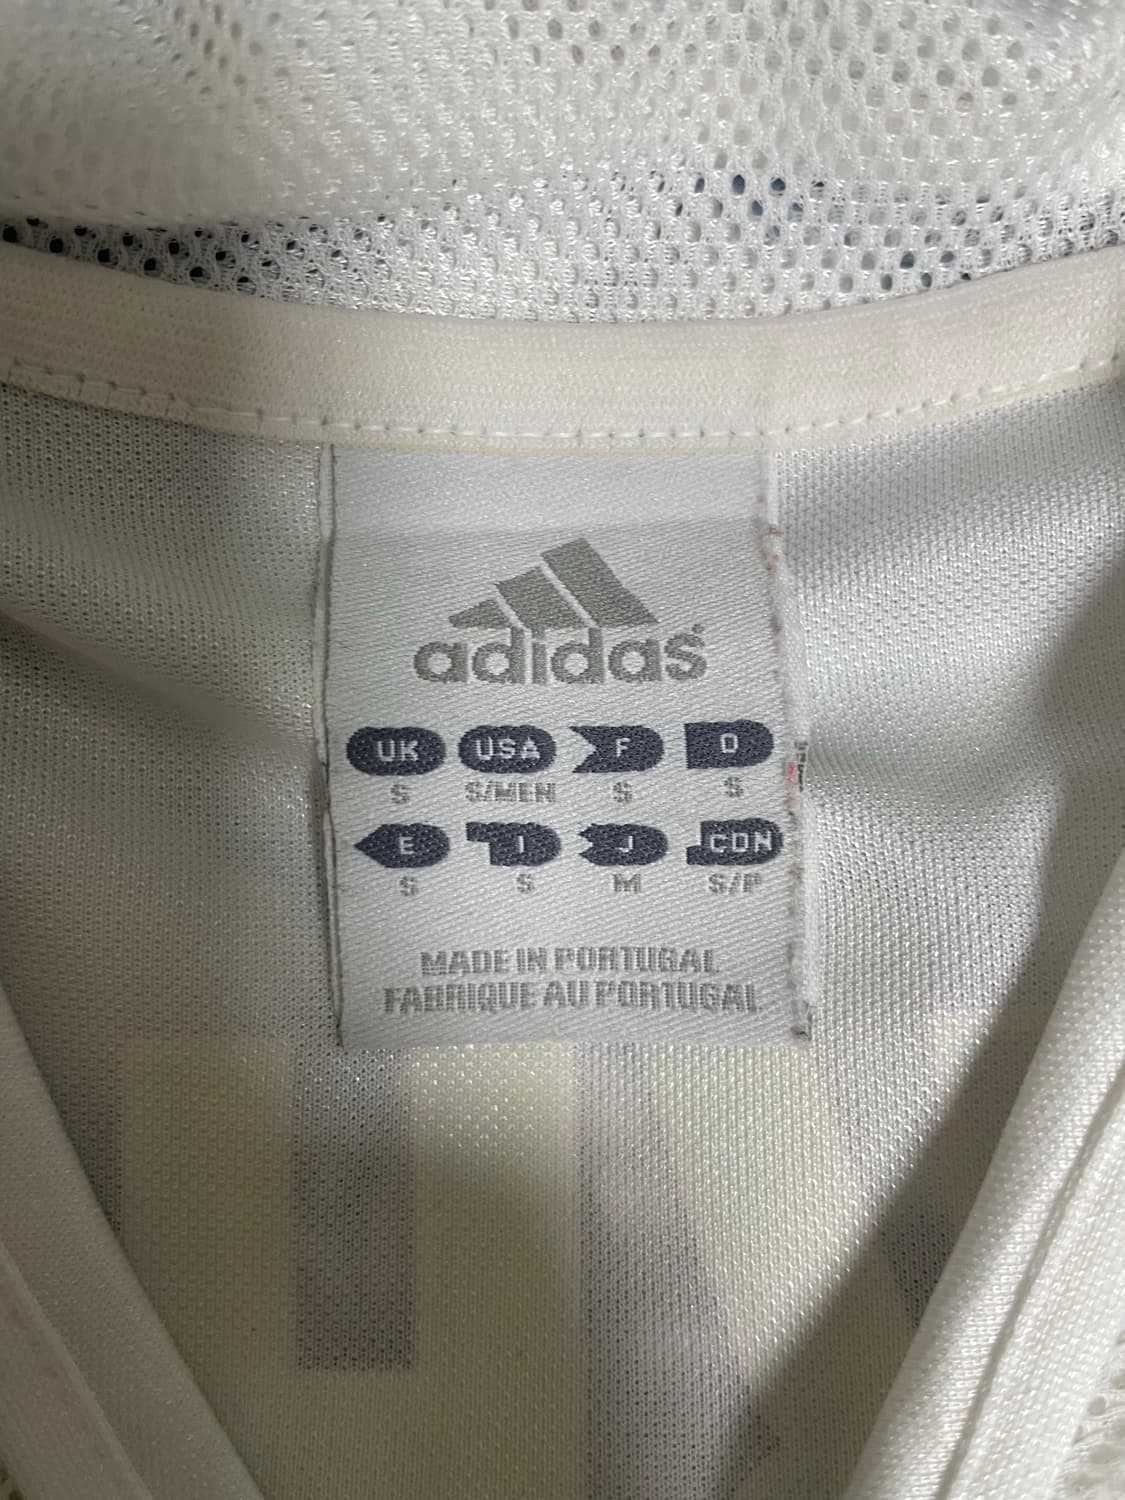 adidas
UK USA F D
S S/MEN S S
E I J CDN
S S M S/P
MADE IN PORTUGAL
FABRIQUE AU PORTUGAL